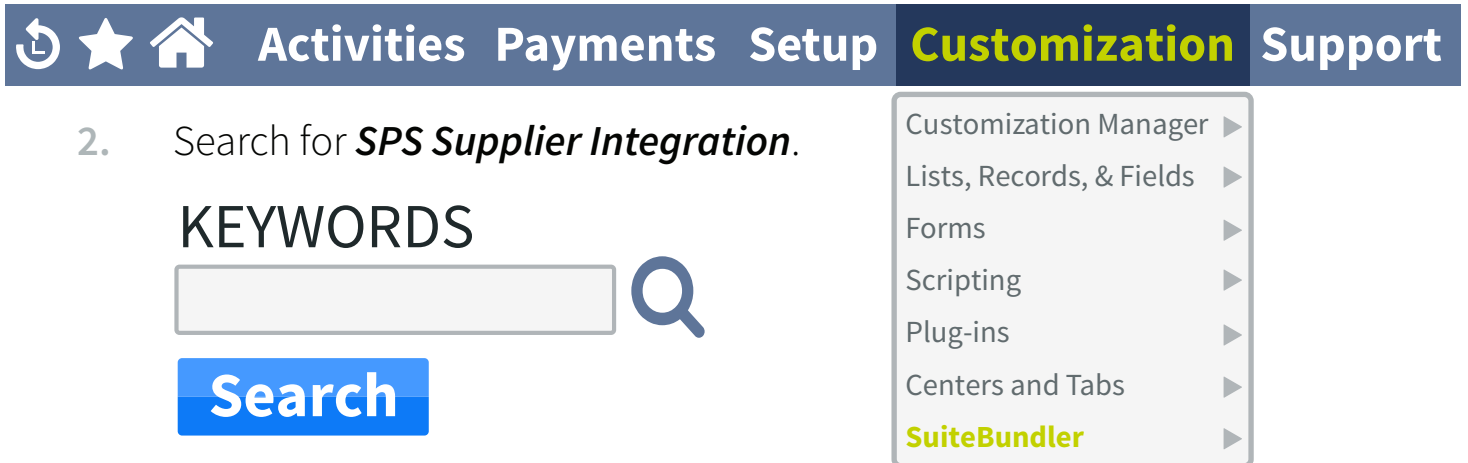 Activities Payments Setup Customization Support
2. Search for SPS Supplier Integration.
KEYWORDS
Search
Customization Manager
Lists, Records, & Fields
Forms
Scripting
Plug-ins
Centers and Tabs
SuiteBundler